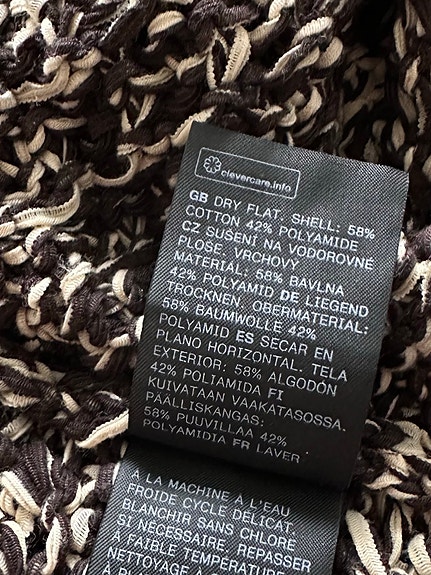 clevercare.info
GB DRY FLAT. SHELL: 58%
COTTON 42% POLYAMIDE
CZ SUŠENÍ NA VODOROVNÉ
PLOŠE. VRCHOVÝ
MATERIÁL: 58% BAVLNA
42% POLYAMID DE LIEGEND
TROCKNEN. OBERMATERIAL:
58% BAUMWOLLE 42%
POLYAMID ES SECAR EN
PLANO HORIZONTAL. TELA
EXTERIOR: 58% ALGODÓN
42% POLIAMIDA FI
KUIVATAAN VAAKATASOSSA.
PÄÄLLISKANGAS:
58% PUUVILLAA 42%
POLYAMIDIA FR LAVER
À LA MACHINE À L'EAU
FROIDE CYCLE DÉLICAT.
BLANCHIR SANS CHLORE
SI NÉCESSAIRE. REPASSER
À FAIBLE TEMPÉRATURE
NETTOYAGE À